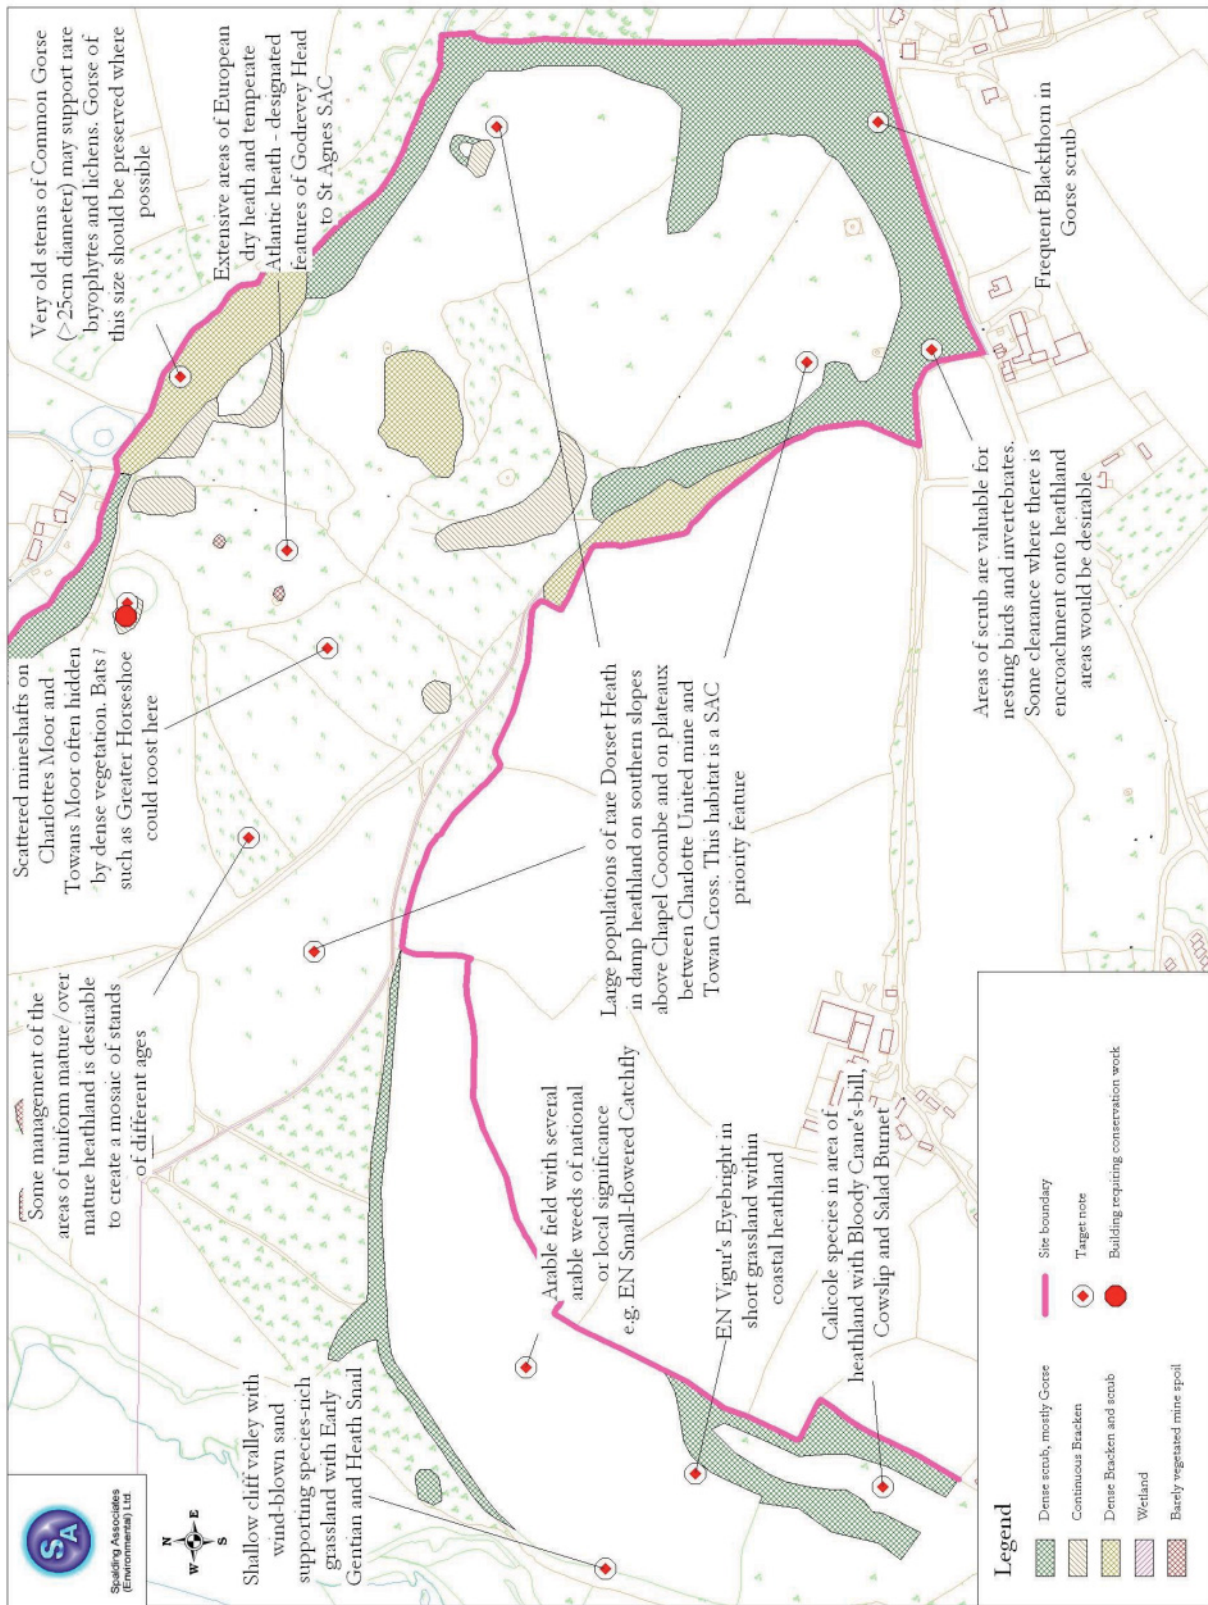 Spalding Associates
(Environmental) Ltd.
SA
N
E
S
W
Shallow cliff valley with
wind-blown sand
supporting species-rich
grassland with Early
Gentian and Heath Snail
Some management of the
areas of uniform mature/over
mature heathland is desirable
to create a mosaic of stands
of different ages
Scattered mineshafts on
Charlottes Moor and
Towans Moor often hidden
by dense vegetation. Bats ?
such as Greater Horseshoe
could roost here
Very old stems of Common Gorse
(>25cm diameter) may support rare
bryophytes and lichens. Gorse of
this size should be preserved where
possible
Extensive areas of European
dry heath and temperate
Atlantic heath - designated
features of Godrevey Head
to St Agnes SAC
Arable field with several
arable weeds of national
or local significance
e.g. EN Small-flowered Catchfly
Large populations of rare Dorset Heath
in damp heathland on southern slopes
above Chapel Coombe and on plateaux
between Charlotte United mine and
Towan Cross. This habitat is a SAC
priority feature
EN Vigur's Eyebright in
short grassland within
coastal heathland
Calicole species in area of
heathland with Bloody Crane's-bill,
Cowslip and Salad Burnet
Areas of scrub are valuable for
nesting birds and invertebrates.
Some clearance where there is
encroachment onto heathland
areas would be desirable
Frequent Blackthorn in
Gorse scrub
Legend
Dense scrub, mostly Gorse
Continuous Bracken
Dense Bracken and scrub
Wetland
Barely vegetated mine spoil
Site boundary
Target note
Building requiring conservation work